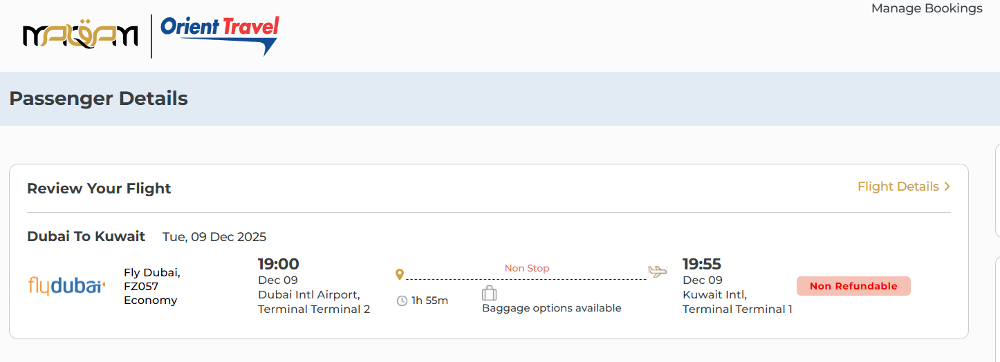 Manage Bookings
maqam
Orient Travel
Passenger Details
Review Your Flight
Flight Details
Dubai To Kuwait Tue, 09 Dec 2025
flydubai
Fly Dubai,
FZ057
Economy
19:00
Dec 09
Dubai Intl Airport,
Terminal Terminal 2
Non Stop
1h 55m
Baggage options available
19:55
Dec 09
Kuwait Intl,
Terminal Terminal 1
Non Refundable